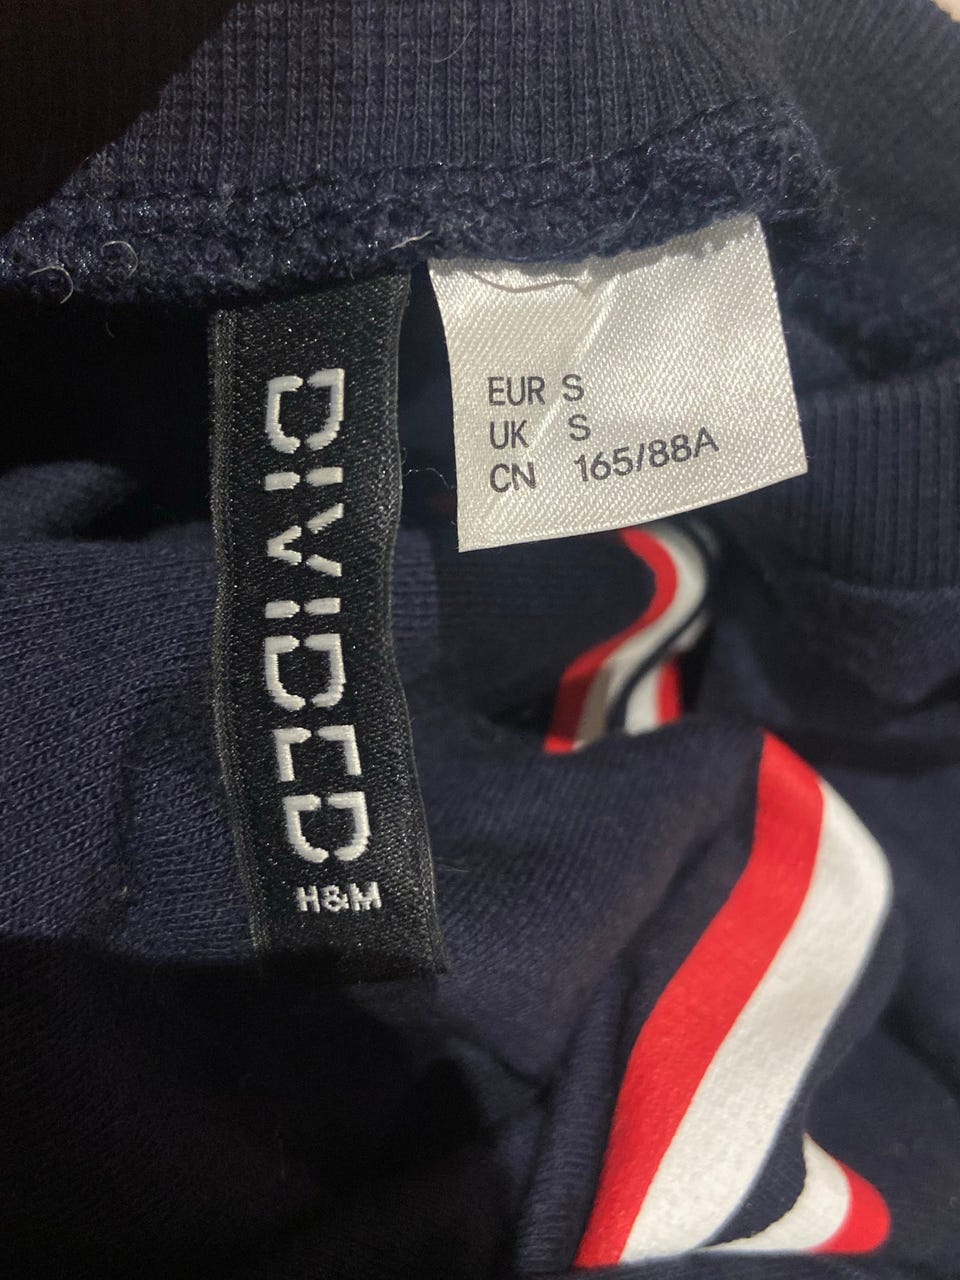 DIVIDED
H&M
EUR S
UK S
CN 165/88A